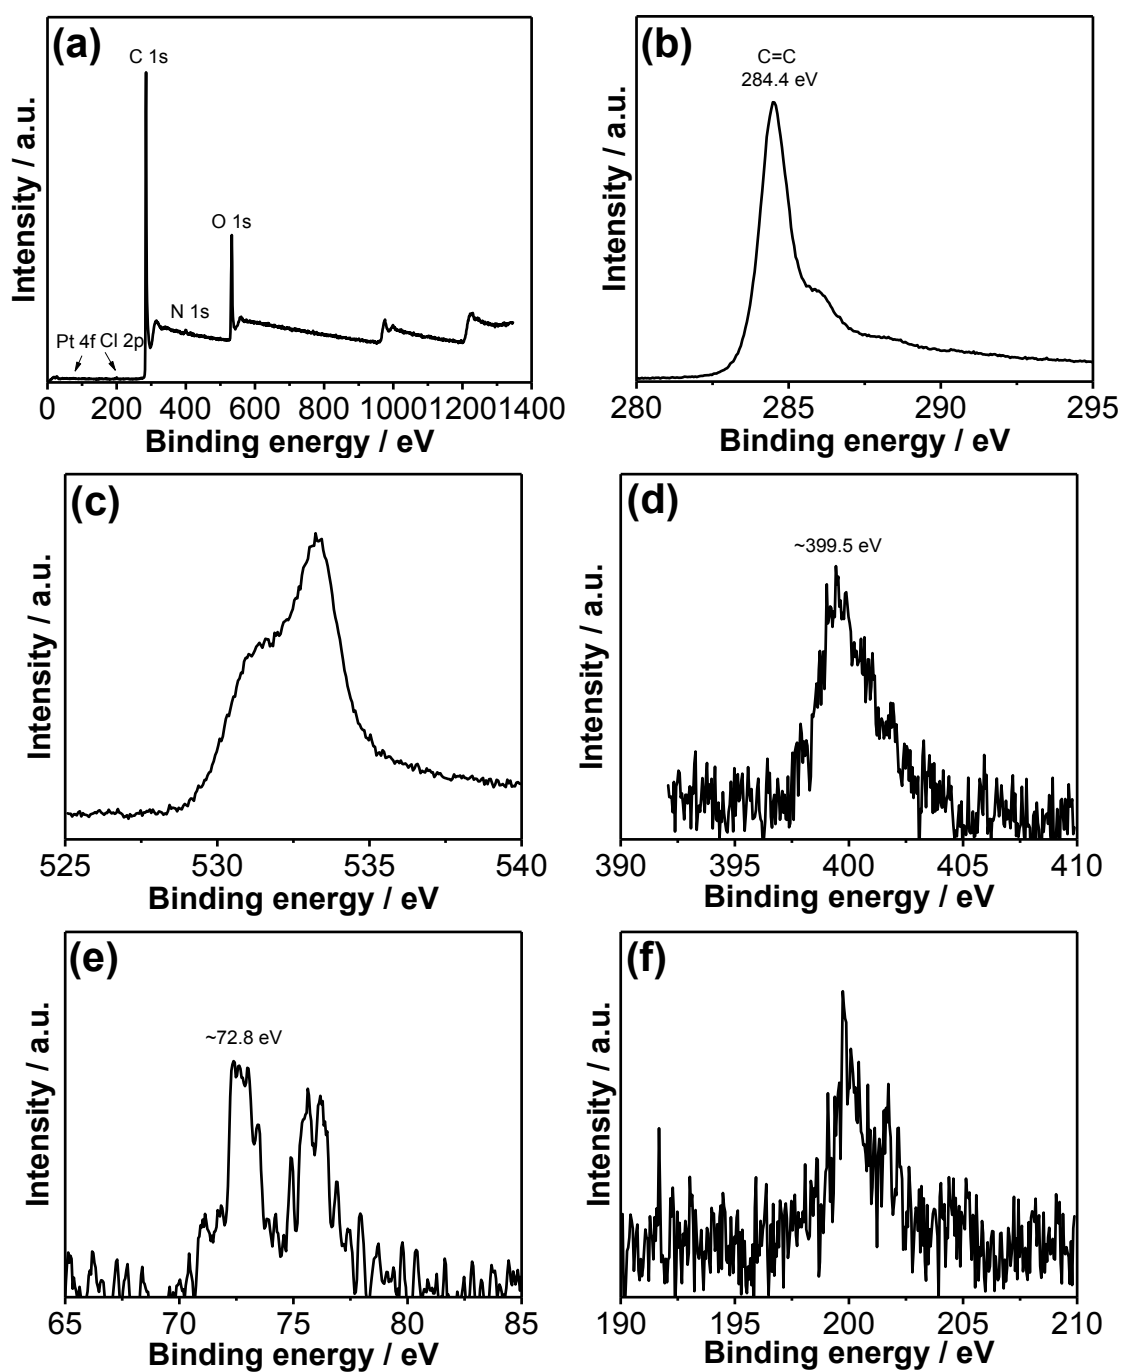 (a)
C 1s
O 1s
N 1s
Pt 4f Cl 2p
Intensity / a.u.
0 200 400 600 800 1000 1200 1400
Binding energy / eV
(b)
C=C
284.4 eV
Intensity / a.u.
280 285 290 295
Binding energy / eV
(c)
Intensity / a.u.
525 530 535 540
Binding energy / eV
(d)
~399.5 eV
Intensity / a.u.
390 395 400 405 410
Binding energy / eV
(e)
~72.8 eV
Intensity / a.u.
65 70 75 80 85
Binding energy / eV
(f)
Intensity / a.u.
190 195 200 205 210
Binding energy / eV